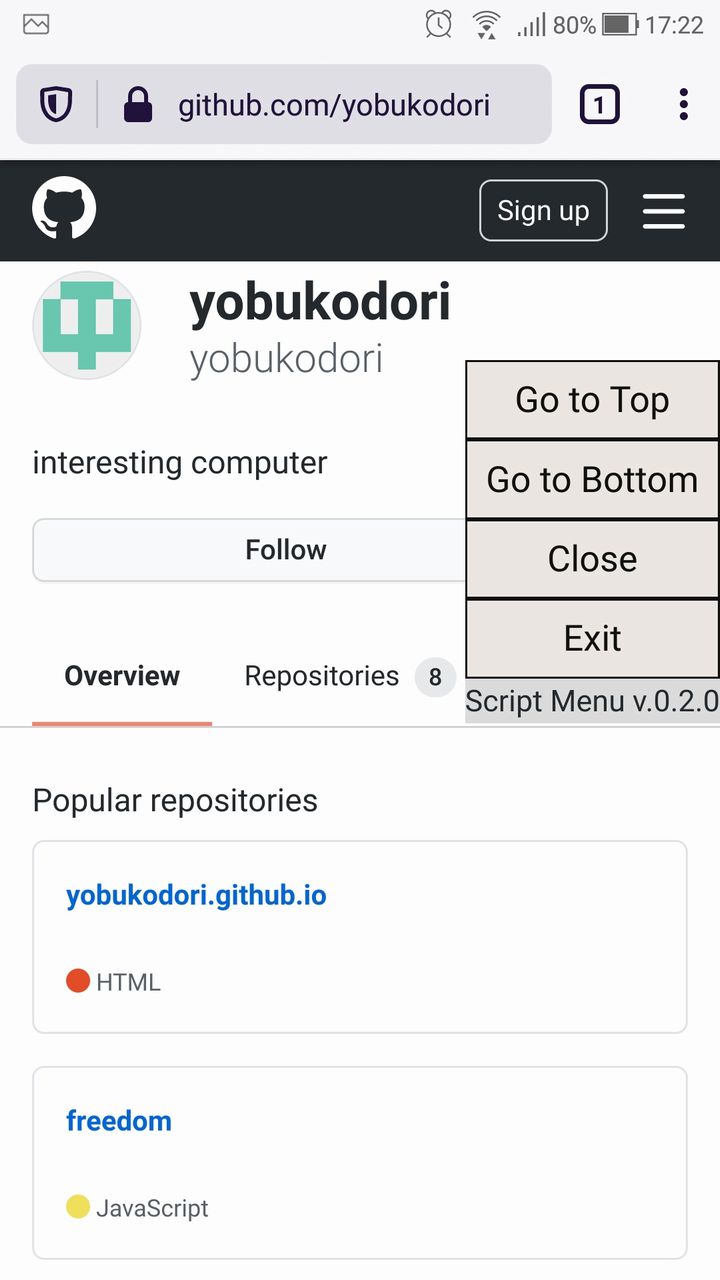 80% 17:22
github.com/yobukodori 1
Sign up
yobukodori
yobukodori
Go to Top
interesting computer
Go to Bottom
Follow
Close
Exit
Overview Repositories 8
Script Menu v.0.2.0
Popular repositories
yobukodori.github.io
HTML
freedom
JavaScript